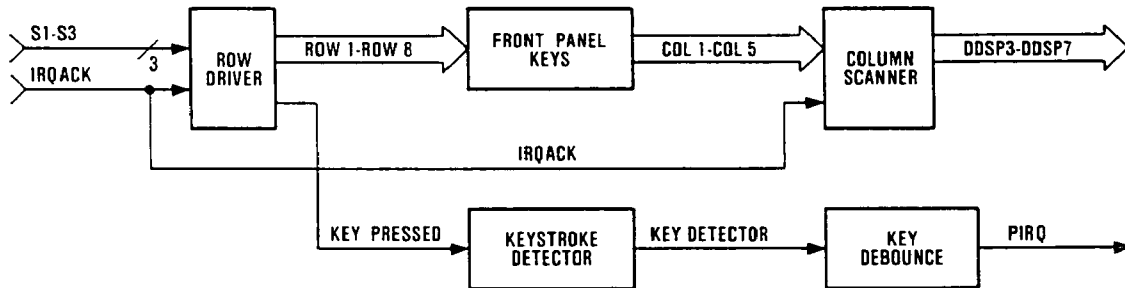 S1-S3
3
IRQACK
ROW
DRIVER
ROW 1-ROW 8
FRONT PANEL
KEYS
COL 1-COL 5
COLUMN
SCANNER
DDSP3-DDSP7
IRQACK
KEY PRESSED
KEYSTROKE
DETECTOR
KEY DETECTOR
KEY
DEBOUNCE
PIRQ